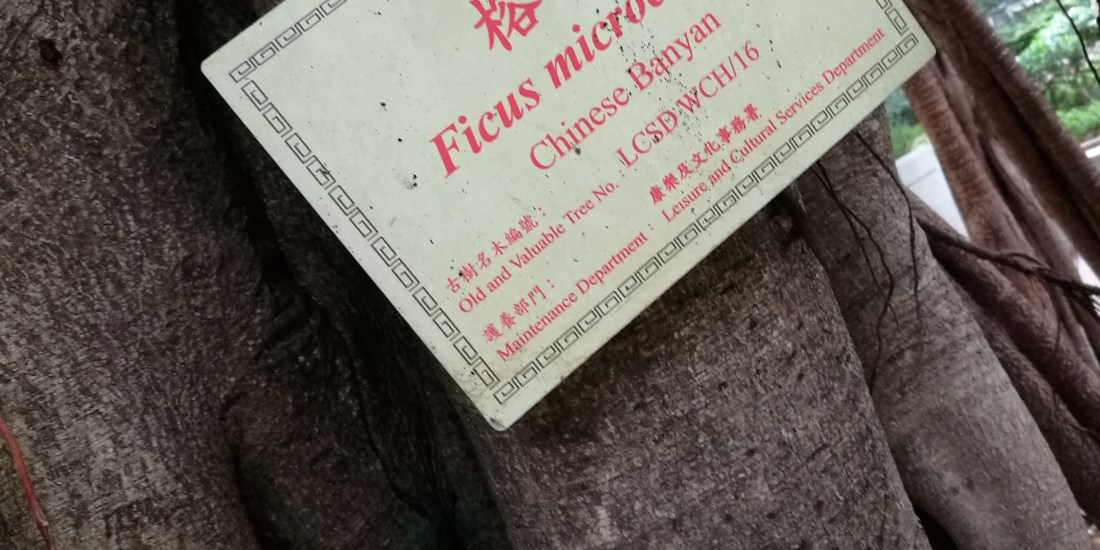 榕
Ficus microc
Chinese Banyan
古樹名木編號：
Old and Valuable Tree No. : LCSD WCH/16
護養部門： 康樂及文化事務署
Maintenance Department : Leisure and Cultural Services Department